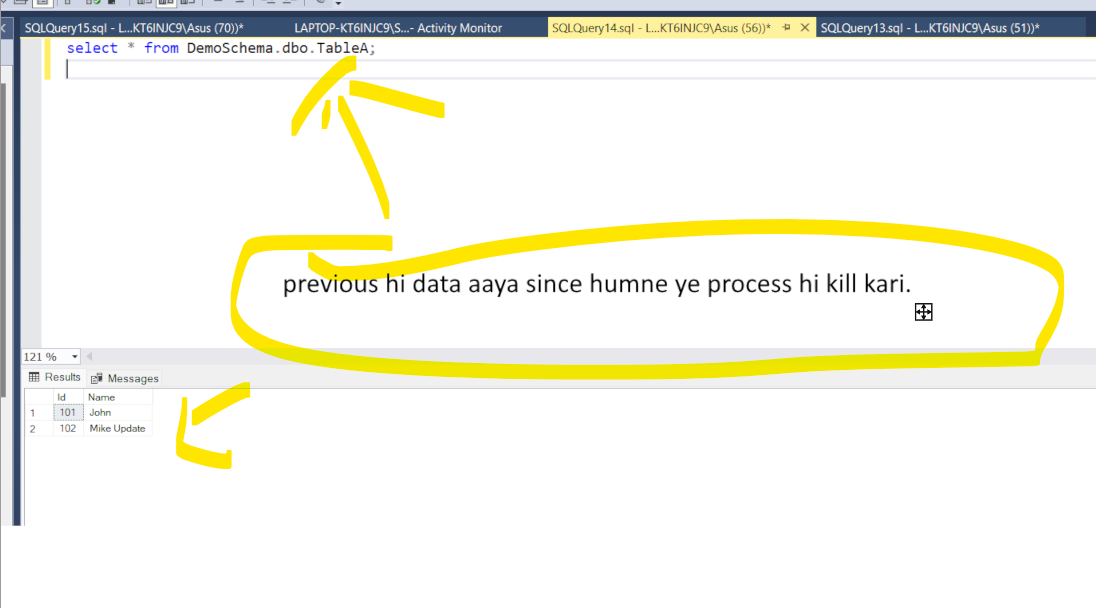 SQLQuery15.sql - L...KT6INJC9\Asus (70))* LAPTOP-KT6INJC9\S...- Activity Monitor SQLQuery14.sql - L...KT6INJC9\Asus (56))* SQLQuery13.sql - L...KT6INJC9\Asus (51))*
select * from DemoSchema.dbo.TableA;
previous hi data aaya since humne ye process hi kill kari.
121 %
Results Messages
Id Name
1 101 John
2 102 Mike Update